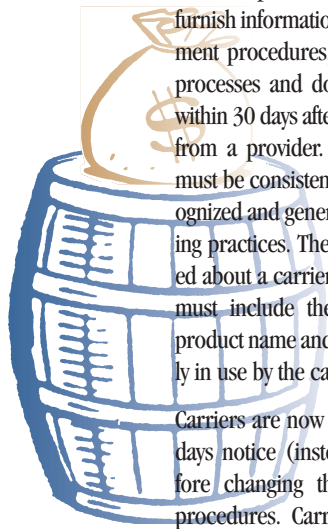 furnish informatio
ment procedures
processes and do
within 30 days afte
from a provider.
must be consisten
ognized and gener
ing practices. The
ed about a carrier
must include the
product name and
ly in use by the ca
Carriers are now
days notice (inste
fore changing th
procedures. Carr
$